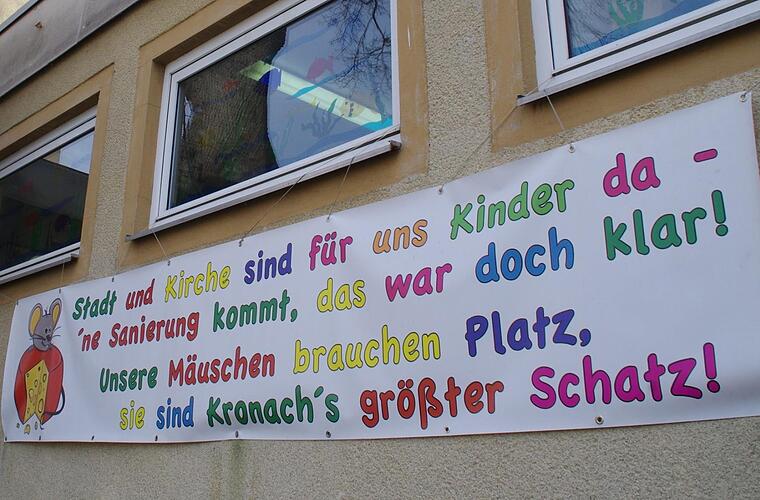 Stadt und Kirche sind für uns Kinder da -
´ne Sanierung kommt, das war doch klar!
Unsere Mäuschen brauchen Platz,
sie sind Kronach´s größter Schatz!